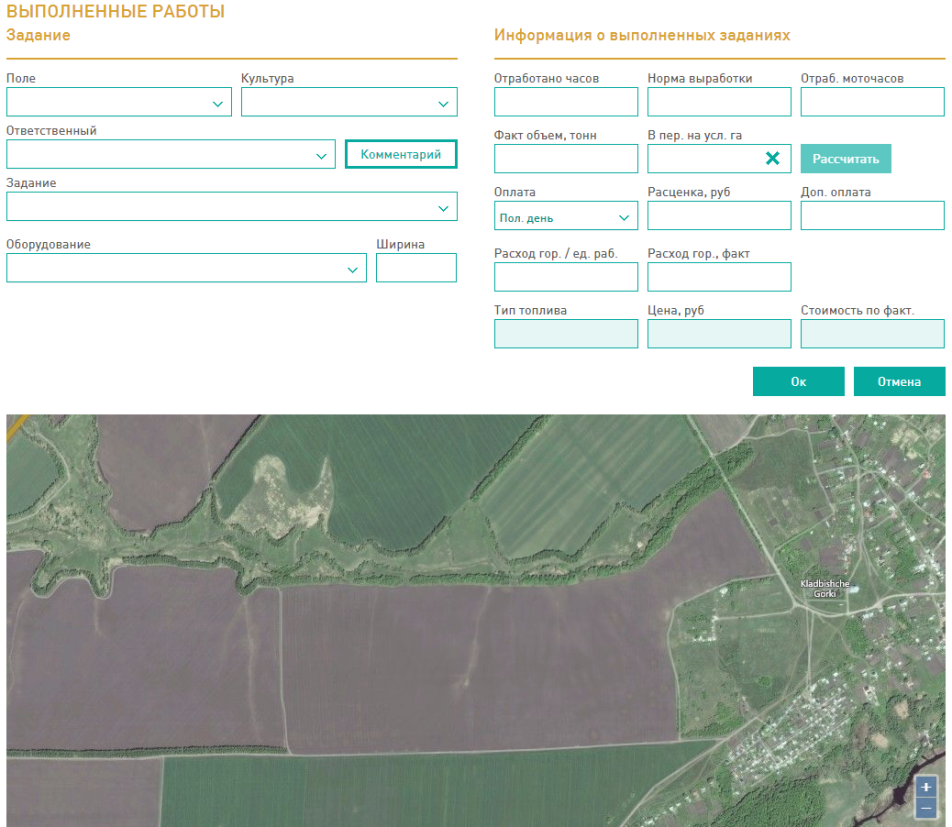 ВЫПОЛНЕННЫЕ РАБОТЫ
Задание
Информация о выполненных заданиях
Поле
Культура
Отработано часов
Норма выработки
Отраб. моточасов
Ответственный
Комментарий
Факт объем, тонн
В пер. на усл. га
Рассчитать
Задание
Оплата
Расценка, руб
Доп. оплата
Пол. день
Оборудование
Ширина
Расход гор. / ед. раб.
Расход гор., факт
Тип топлива
Цена, руб
Стоимость по факт.
Ок
Отмена
Kladbishche
Gorki
+
−